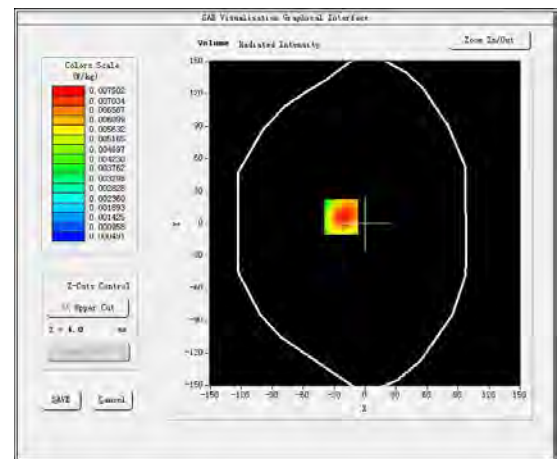 SAR Visualisation Graphical Interface
Volume Radiated Intensity
Zoom In/Out
Colors Scale
(W/kg)
0.007502
0.007034
0.006567
0.006099
0.005632
0.005165
0.004697
0.004230
0.003762
0.003295
0.002828
0.002360
0.001893
0.001425
0.000958
0.000491
Z-Cuts Control
Upper Cut
Z = 4.0 mm
SAVE Cancel
150
120
90
60
30
0
-30
-60
-90
-120
-150
-150 -120 -90 -60 -30 0 30 60 90 120 150
X